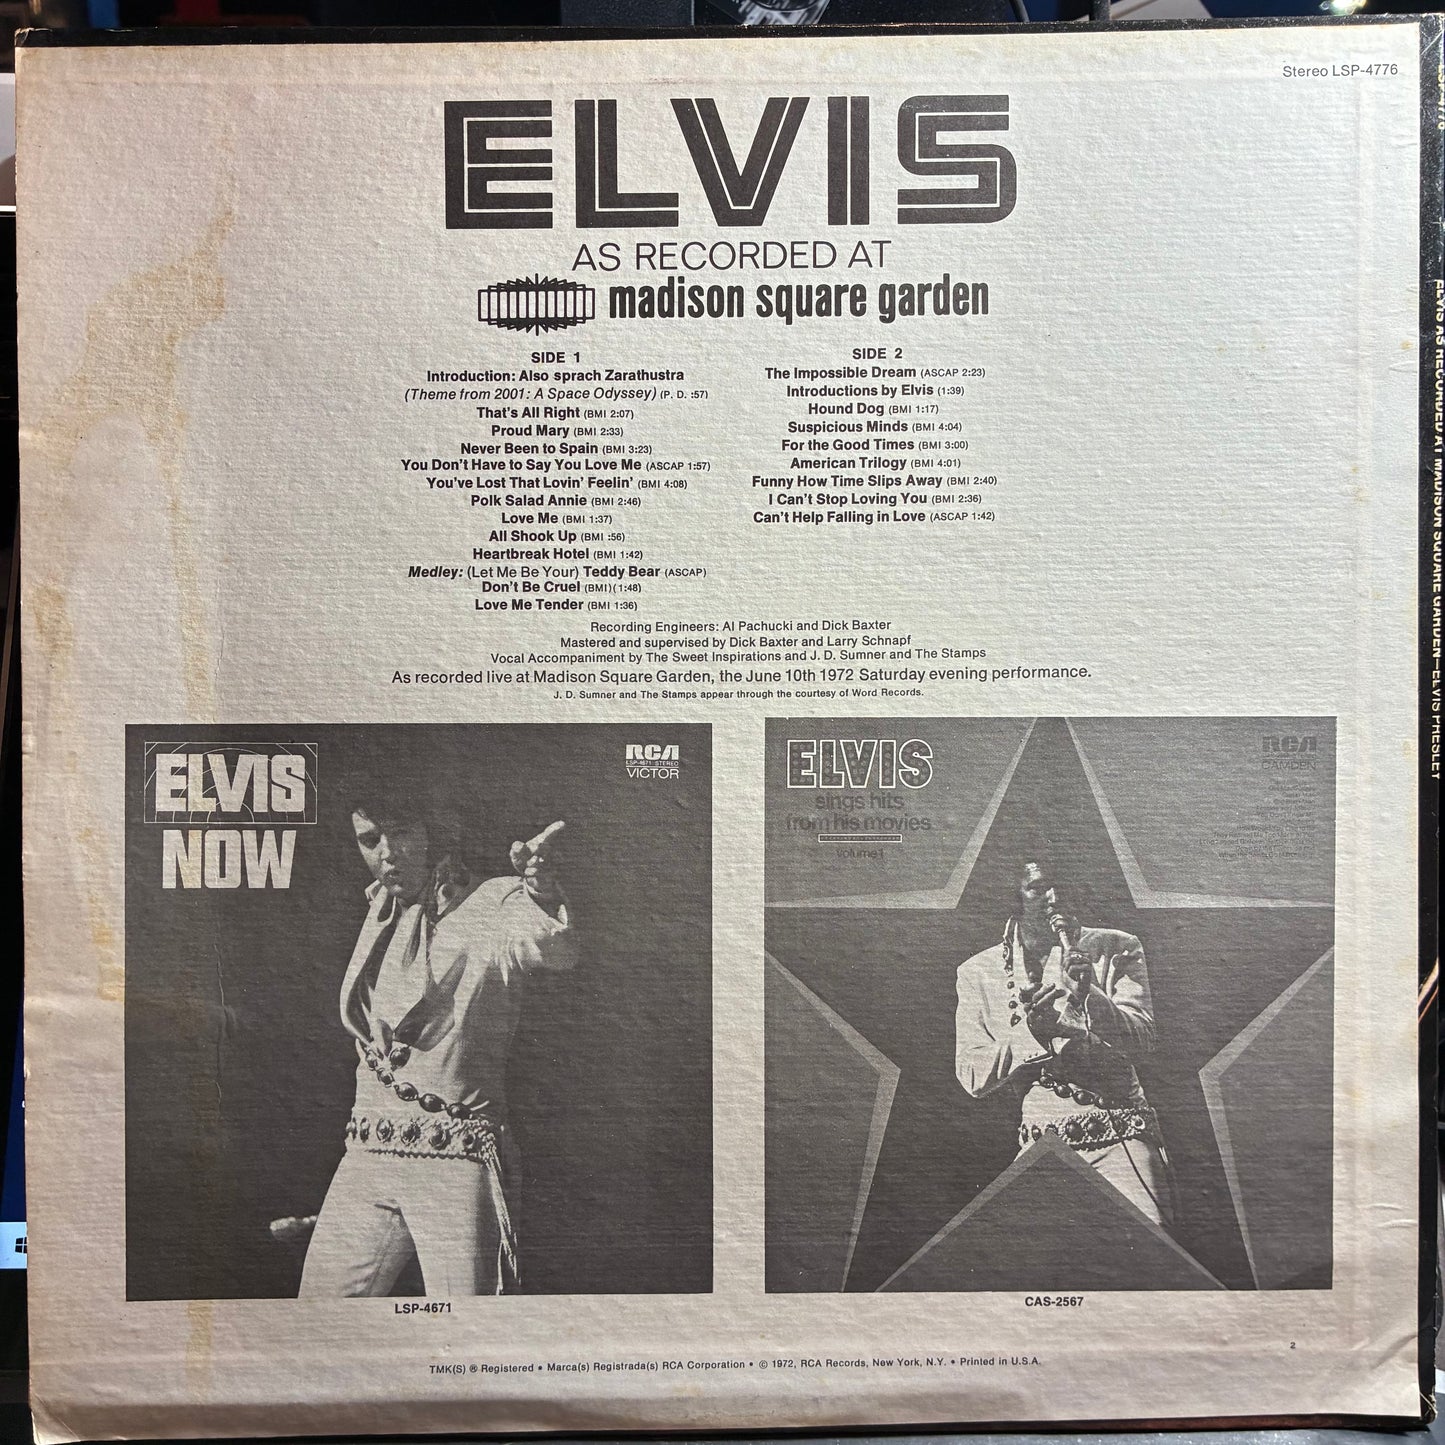 Stereo LSP-4776
ELVIS
AS RECORDED AT
madison square garden
SIDE 1
Introduction: Also sprach Zarathustra
(Theme from 2001: A Space Odyssey) (P. D. :57)
That's All Right (BMI 2:07)
Proud Mary (BMI 2:33)
Never Been to Spain (BMI 3:23)
You Don't Have to Say You Love Me (ASCAP 1:57)
You've Lost That Lovin' Feelin' (BMI 4:08)
Polk Salad Annie (BMI 2:46)
Love Me (BMI 1:37)
All Shook Up (BMI :56)
Heartbreak Hotel (BMI 1:42)
Medley: (Let Me Be Your) Teddy Bear (ASCAP)
Don't Be Cruel (BMI)(1:48)
Love Me Tender (BMI 1:36)
SIDE 2
The Impossible Dream (ASCAP 2:23)
Introductions by Elvis (1:39)
Hound Dog (BMI 1:17)
Suspicious Minds (BMI 4:04)
For the Good Times (BMI 3:00)
American Trilogy (BMI 4:01)
Funny How Time Slips Away (BMI 2:40)
I Can't Stop Loving You (BMI 2:36)
Can't Help Falling in Love (ASCAP 1:42)
Recording Engineers: Al Pachucki and Dick Baxter
Mastered and supervised by Dick Baxter and Larry Schnapf
Vocal Accompaniment by The Sweet Inspirations and J. D. Sumner and The Stamps
As recorded live at Madison Square Garden, the June 10th 1972 Saturday evening performance.
J. D. Sumner and The Stamps appear through the courtesy of Word Records.
ELVIS
NOW
RCA
LSP-4671 STEREO
VICTOR
LSP-4671
ELVIS
sings hits
from his movies
Volume 1
RCA
CAMDEN
CAS-2567
2
TMK(S) ® Registered • Marca(s) Registrada(s) RCA Corporation • © 1972, RCA Records, New York, N.Y. • Printed in U.S.A.
ELVIS AS RECORDED AT MADISON SQUARE GARDEN—ELVIS PRESLEY